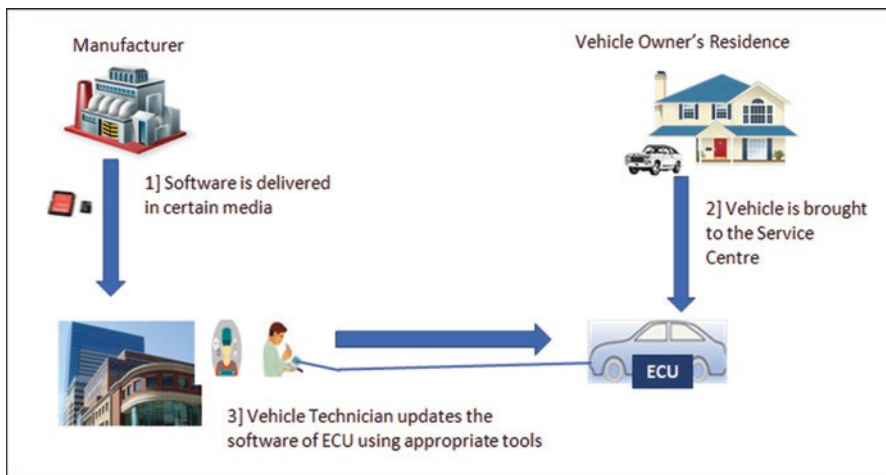 Manufacturer
Vehicle Owner's Residence
1] Software is delivered
in certain media
2] Vehicle is brought
to the Service
Centre
ECU
3] Vehicle Technician updates the
software of ECU using appropriate tools